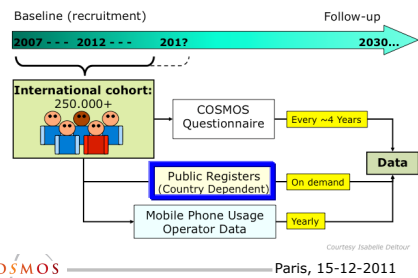 Baseline (recruitment) Follow-up
2007 - - - 2012 - - - 201? 2030...
International cohort:
250.000+
COSMOS
Questionnaire
Every ~4 Years
Data
Public Registers
(Country Dependent)
On demand
Mobile Phone Usage
Operator Data
Yearly
Courtesy Isabelle Deltour
OSMOS
Paris, 15-12-2011